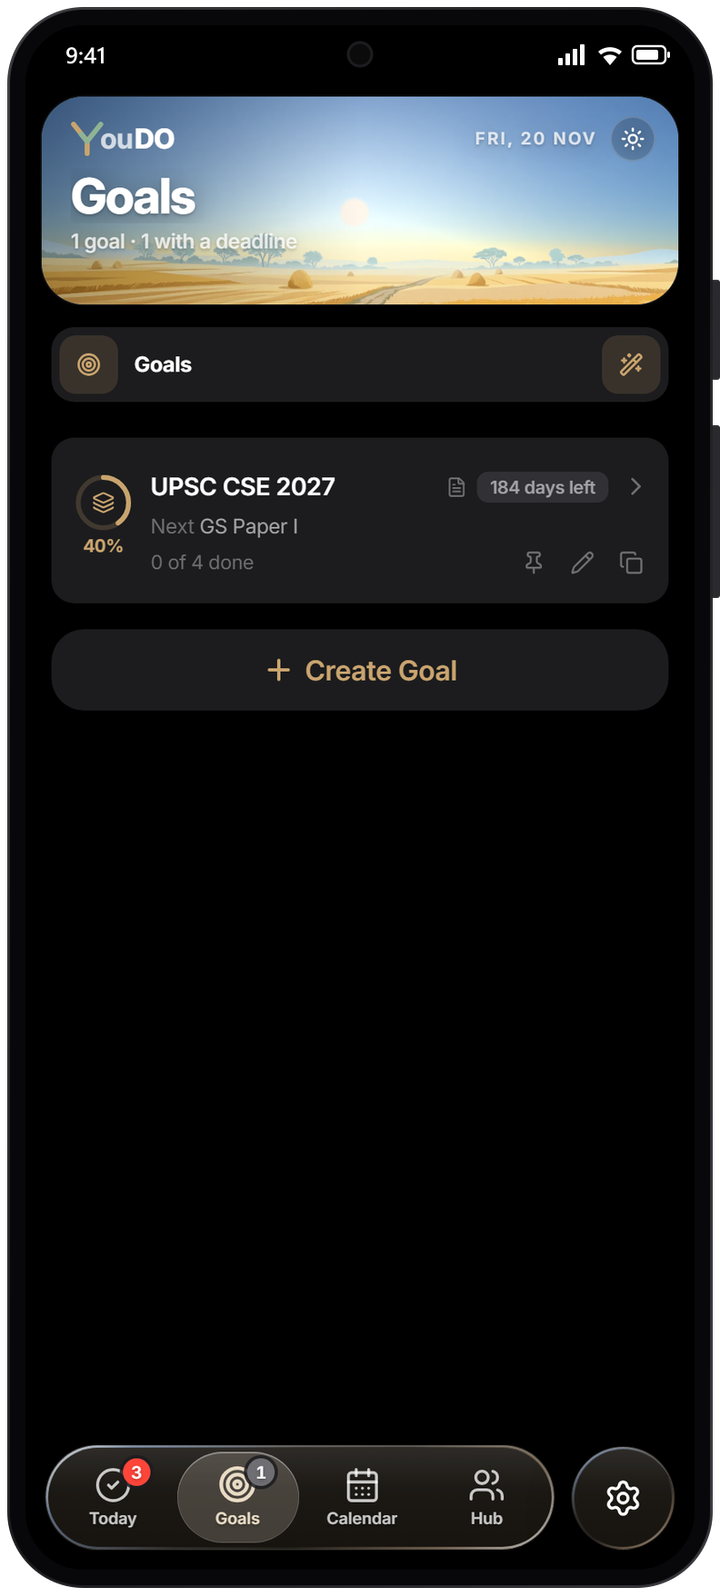 9:41
YouDO
FRI, 20 NOV
Goals
1 goal · 1 with a deadline
Goals
UPSC CSE 2027
184 days left
Next GS Paper I
40%
0 of 4 done
+ Create Goal
3
1
Today
Goals
Calendar
Hub